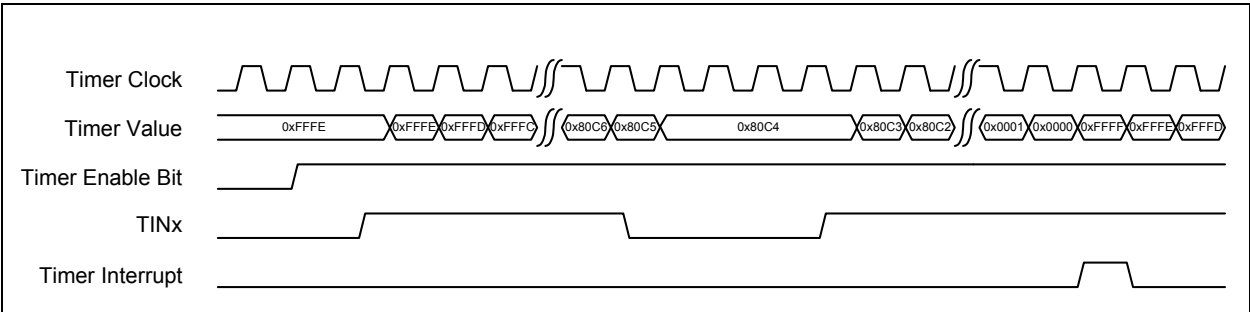 Timer Clock
Timer Value 0xFFFE 0xFFFE 0xFFFD 0xFFFC 0x80C6 0x80C5 0x80C4 0x80C3 0x80C2 0x0001 0x0000 0xFFFF 0xFFFE 0xFFFD
Timer Enable Bit
TINx
Timer Interrupt